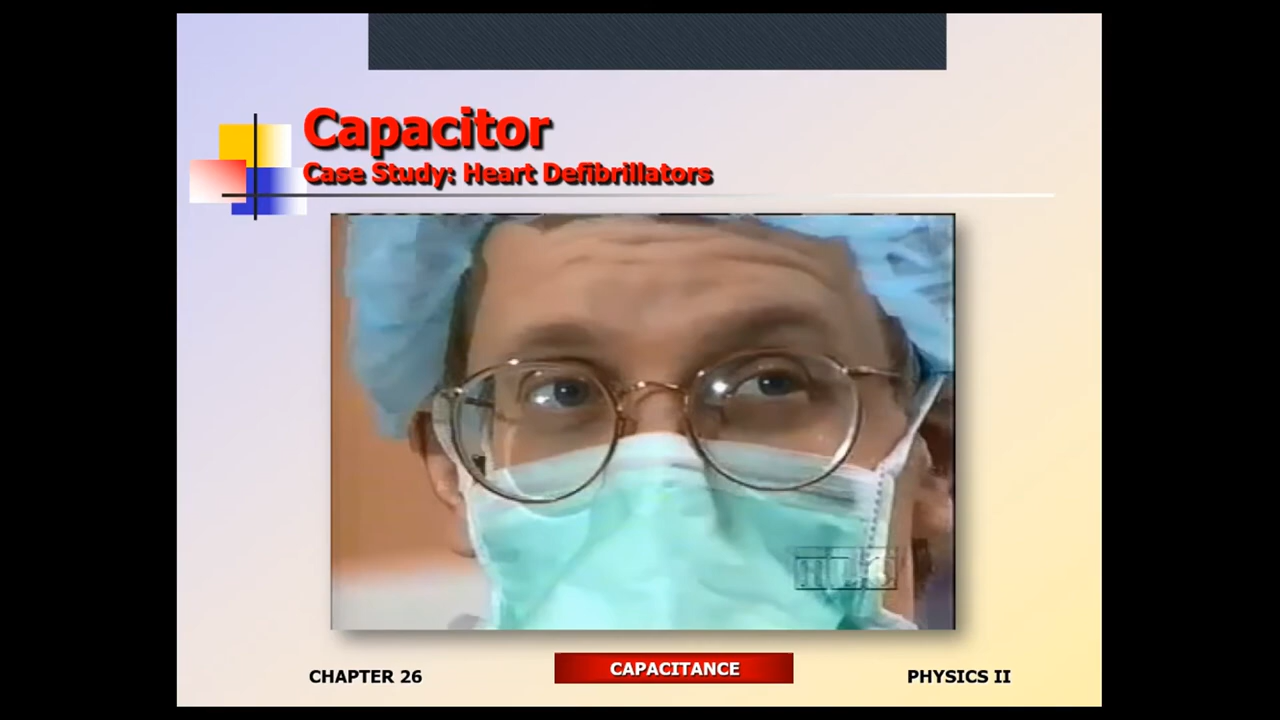 Capacitor
Case Study: Heart Defibrillators
CHAPTER 26
CAPACITANCE
PHYSICS II